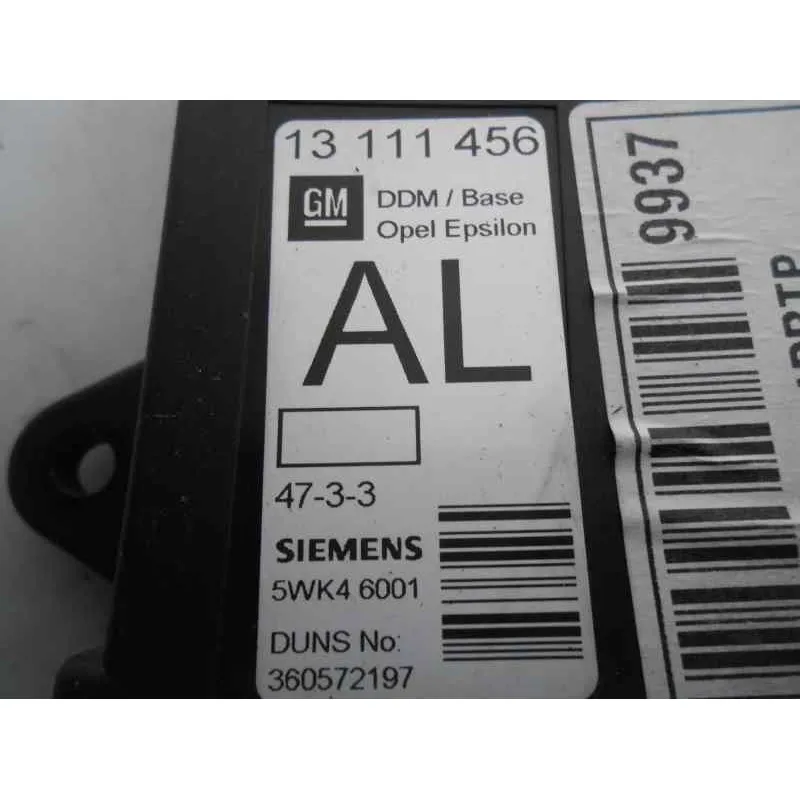 13 111 456
GM
DDM / Base
Opel Epsilon
AL
47-3-3
SIEMENS
5WK4 6001
DUNS No:
360572197
9937